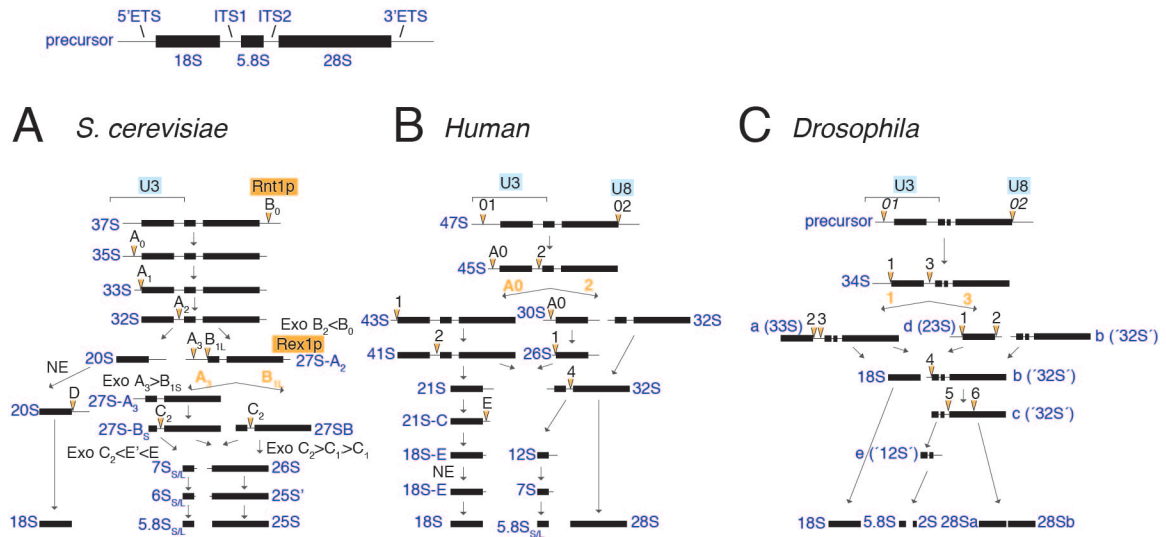 5'ETS ITS1 ITS2 3'ETS
precursor
18S 5.8S 28S
A S. cerevisiae
U3 Rnt1p
B0
37S
A0
35S
A1
33S
A2
32S
Exo B2<B0
Rex1p
A3 B1L
20S 27S-A2
NE
A3 B1L
Exo A3>B1S
D 27S-A3
20S
C2 C2
27S-BS 27SB
Exo C2<E'<E Exo C2>C1>C1
7SS/L 26S
6SS/L 25S'
18S 5.8SS/L 25S
B Human
U3 U8
01 02
47S
A0 2
45S
A0 2
1 A0
43S 30S 32S
2 1
41S 26S
4
21S 32S
E
21S-C
18S-E 12S
NE
18S-E 7S
18S 5.8SS/L 28S
C Drosophila
U3 U8
01 02
precursor
1 3
34S
1 3
a (33S) 2 3 d (23S) 1 2 b (´32S´)
4
18S b (´32S´)
5 6
c (´32S´)
e (´12S´)
18S 5.8S 2S 28Sa 28Sb